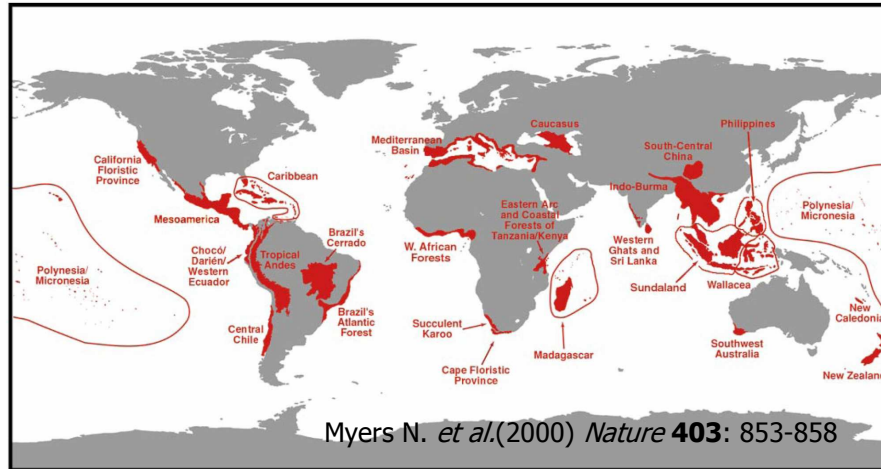 California
Floristic
Province
Caribbean
Mesoamerica
Polynesia/
Micronesia
Chocó/
Darién/
Western
Ecuador
Tropical
Andes
Brazil's
Cerrado
Brazil's
Atlantic
Forest
Central
Chile
Mediterranean
Basin
Caucasus
W. African
Forests
Eastern Arc
and Coastal
Forests of
Tanzania/Kenya
Succulent
Karoo
Cape Floristic
Province
Madagascar
Philippines
South-Central
China
Indo-Burma
Western
Ghats and
Sri Lanka
Sundaland
Wallacea
Polynesia/
Micronesia
New
Caledonia
Southwest
Australia
New Zealand
Myers N. et al.(2000) Nature 403: 853-858